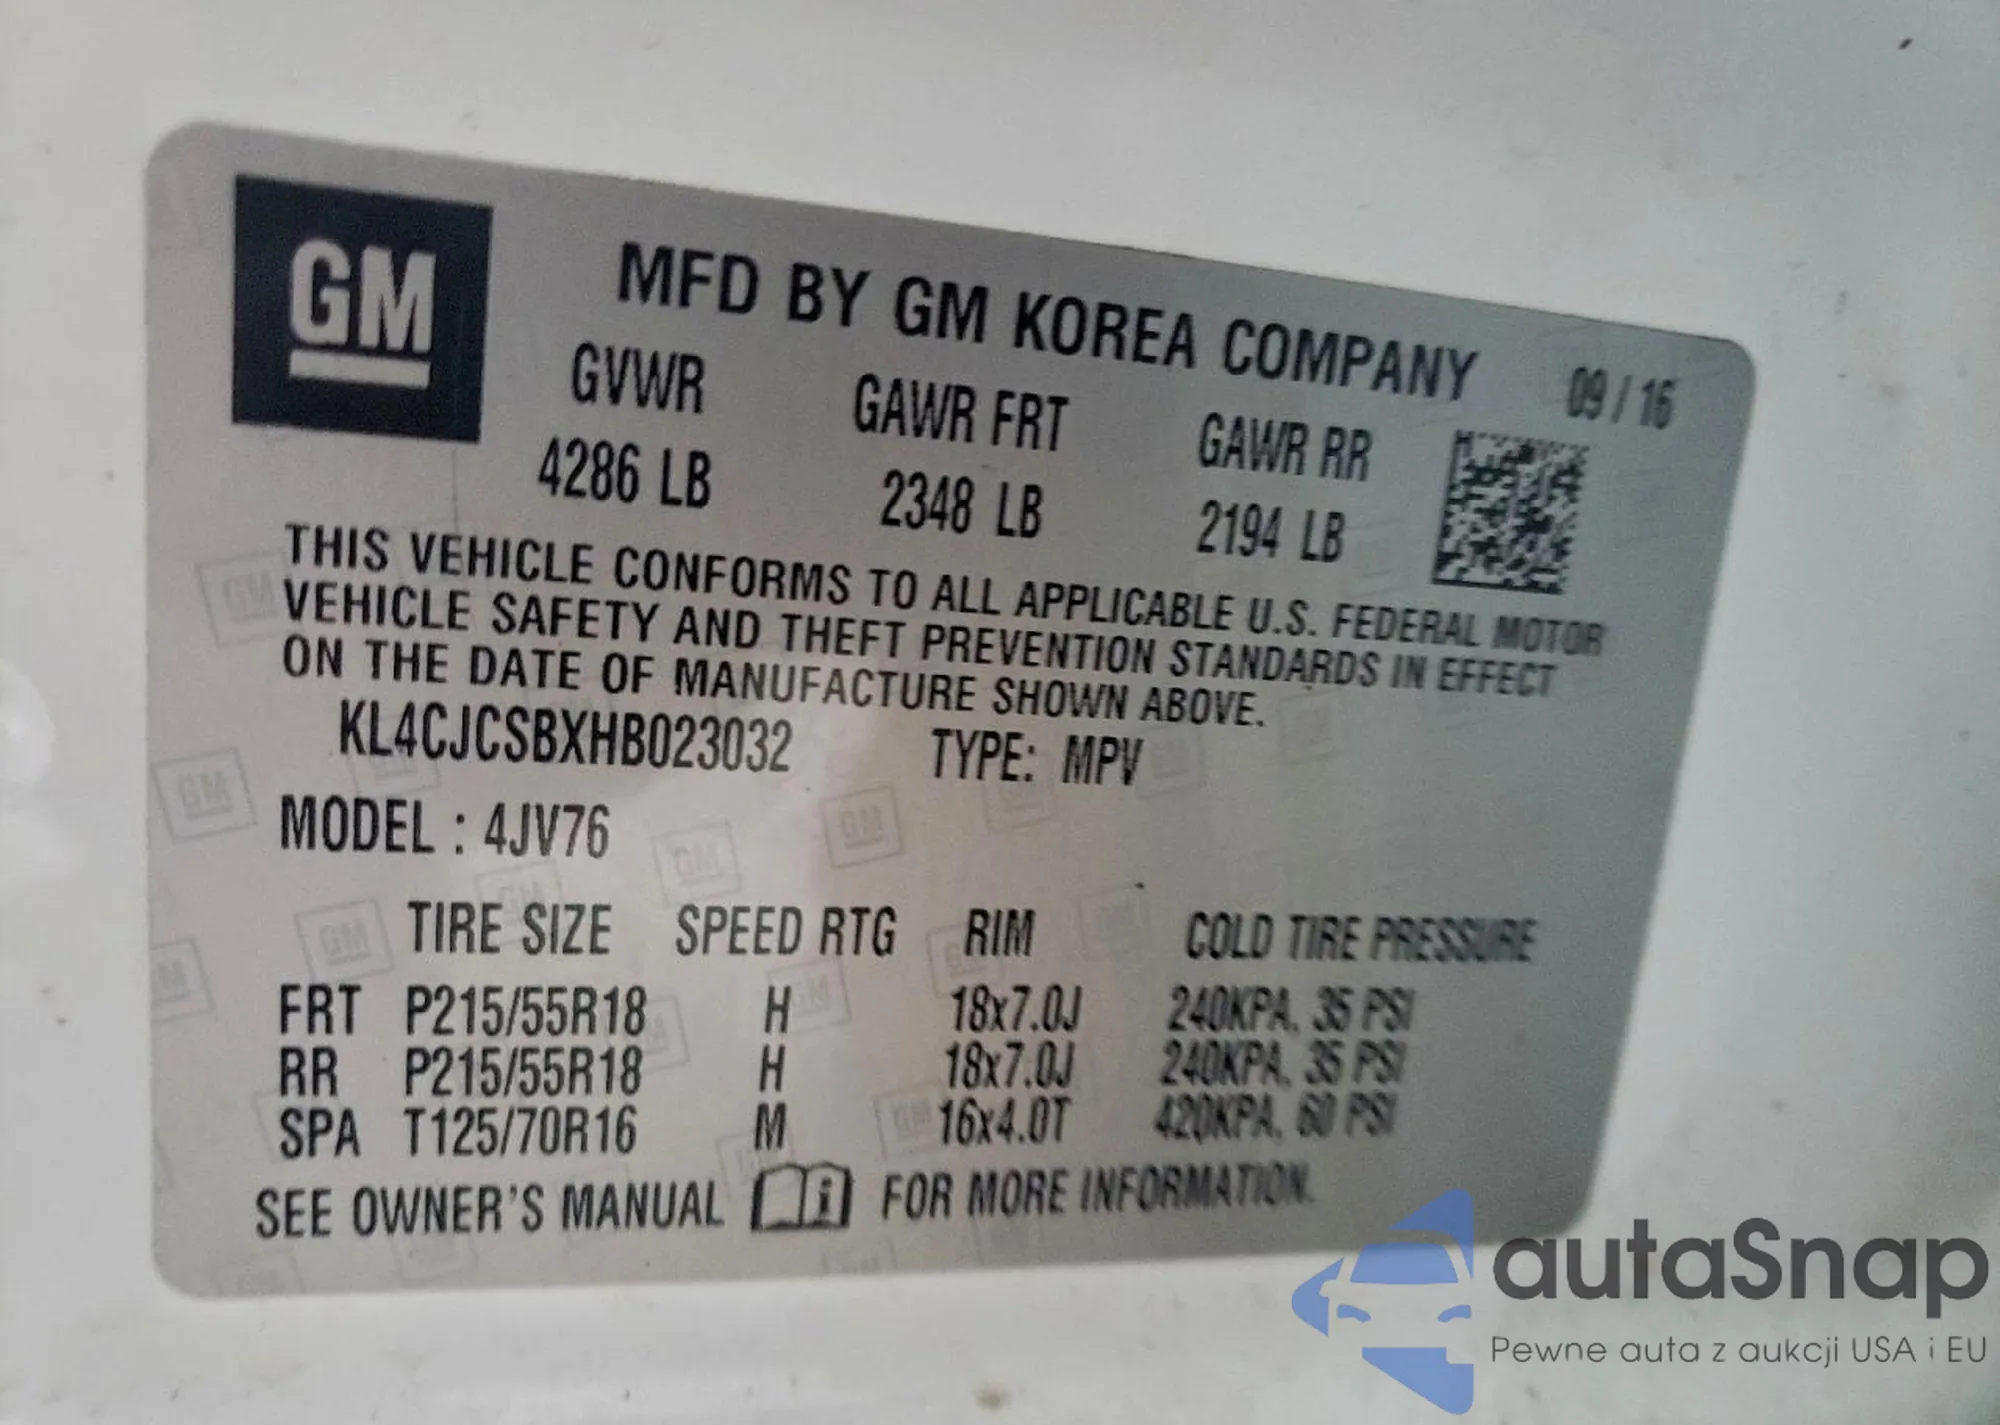 GM
MFD BY GM KOREA COMPANY 09 / 16
GVWR GAWR FRT GAWR RR
4286 LB 2348 LB 2194 LB
THIS VEHICLE CONFORMS TO ALL APPLICABLE U.S. FEDERAL MOTOR
VEHICLE SAFETY AND THEFT PREVENTION STANDARDS IN EFFECT
ON THE DATE OF MANUFACTURE SHOWN ABOVE.
KL4CJCSBXHB023032 TYPE: MPV
MODEL : 4JV76
TIRE SIZE SPEED RTG RIM COLD TIRE PRESSURE
FRT P215/55R18 H 18x7.0J 240KPA, 35 PSI
RR P215/55R18 H 18x7.0J 240KPA, 35 PSI
SPA T125/70R16 M 16x4.0T 420KPA, 60 PSI
SEE OWNER'S MANUAL i FOR MORE INFORMATION.
autaSnap
Pewne auta z aukcji USA i EU